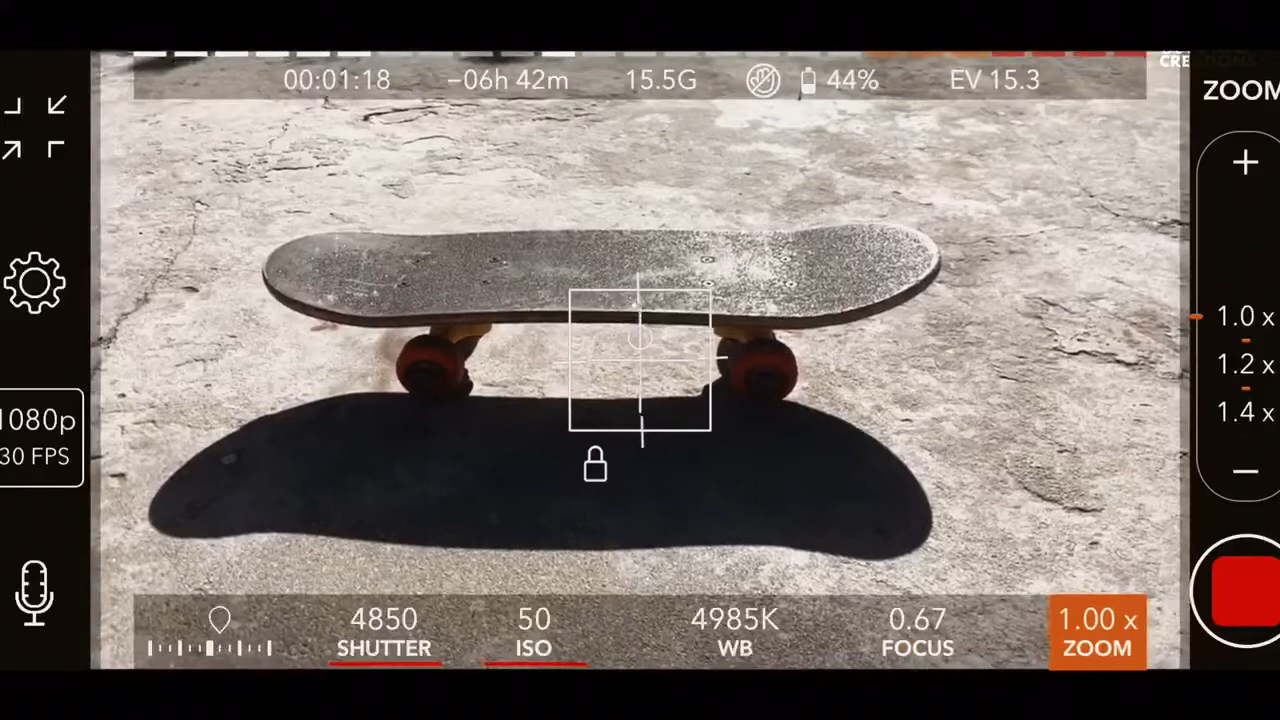 00:01:18 −06h 42m 15.5G 44% EV 15.3
ZOOM
1.0 x
1.2 x
1.4 x
1080p
30 FPS
4850 50 4985K 0.67 1.00 x
SHUTTER ISO WB FOCUS ZOOM